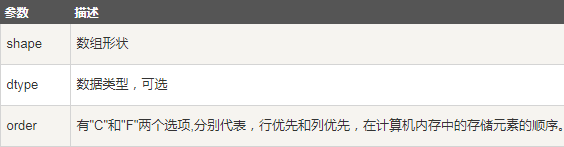 参数 描述
shape 数组形状
dtype 数据类型，可选
order 有"C"和"F"两个选项,分别代表，行优先和列优先，在计算机内存中的存储元素的顺序。